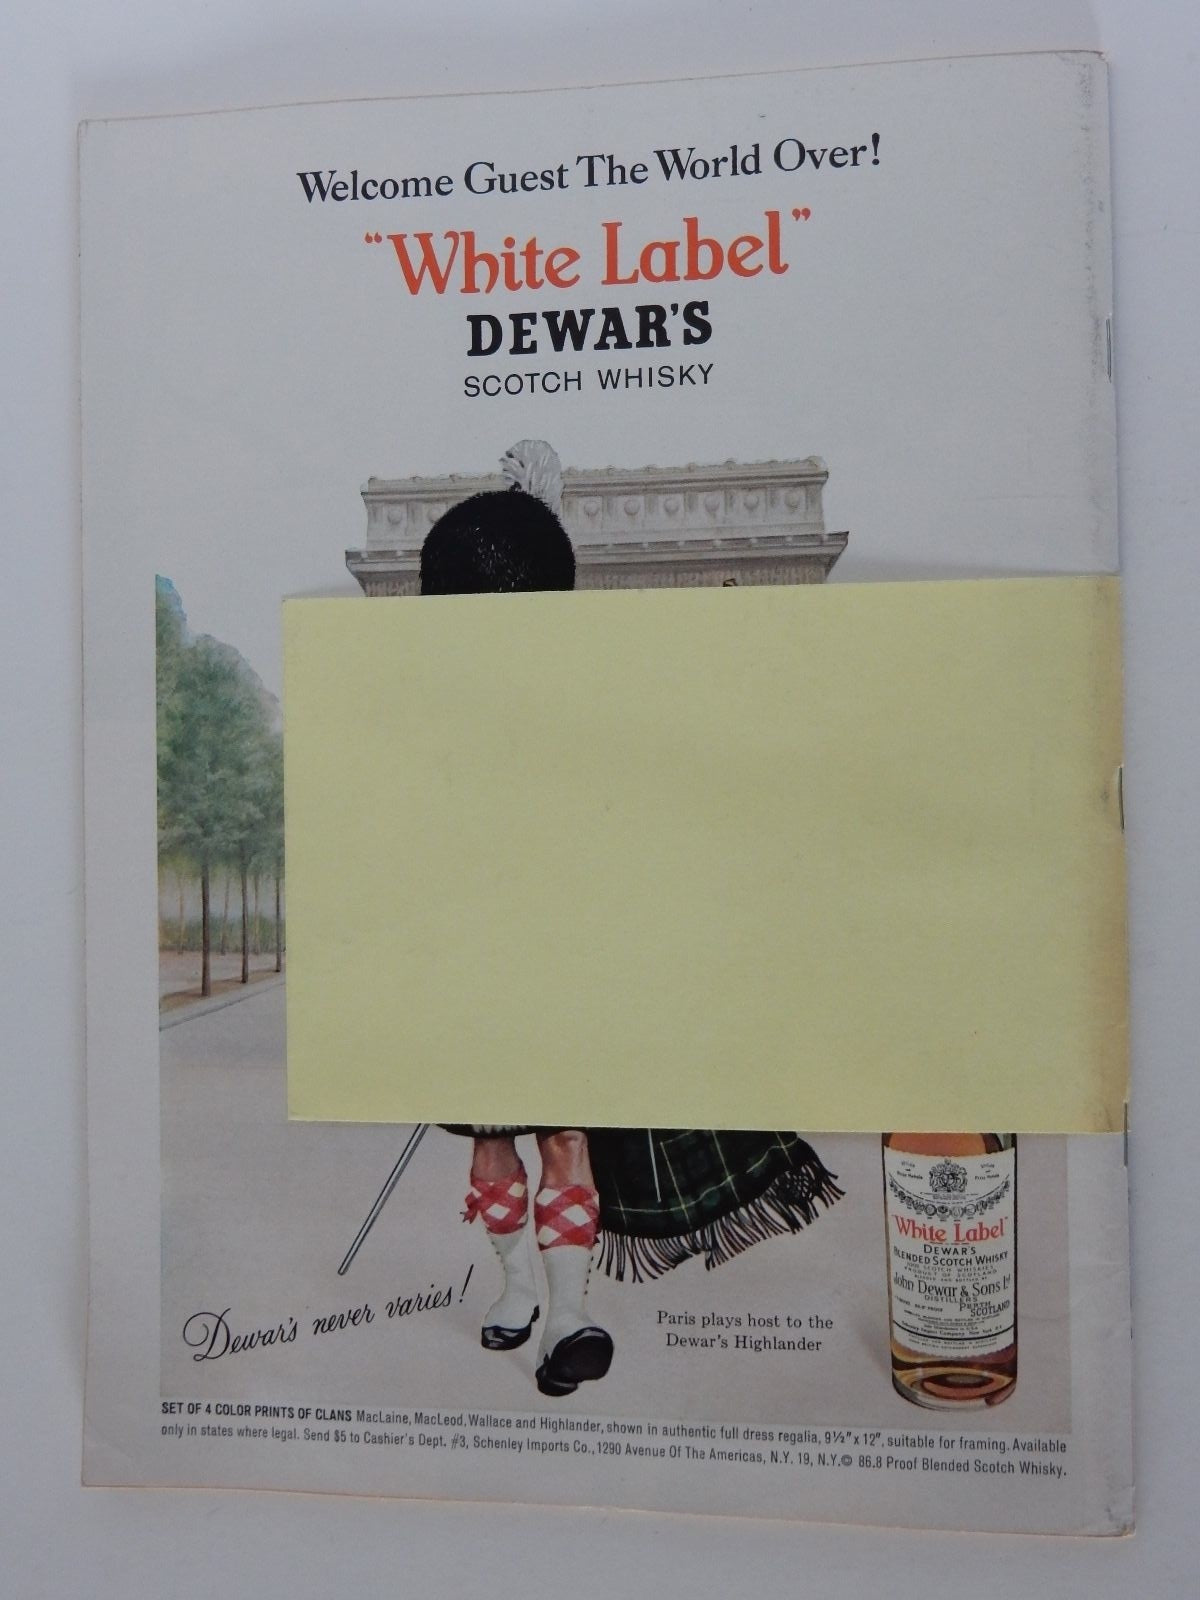 Welcome Guest The World Over!
"White Label"
DEWAR'S
SCOTCH WHISKY
"White Label"
DEWAR'S
BLENDED SCOTCH WHISKY
John Dewar & Sons Ltd
DISTILLERS
PERTH
SCOTLAND
Dewar's never varies!
Paris plays host to the
Dewar's Highlander
SET OF 4 COLOR PRINTS OF CLANS MacLaine, MacLeod, Wallace and Highlander, shown in authentic full dress regalia, 9½" x 12", suitable for framing. Available
only in states where legal. Send $5 to Cashier's Dept. #3, Schenley Imports Co., 1290 Avenue Of The Americas, N.Y. 19, N.Y.© 86.8 Proof Blended Scotch Whisky.